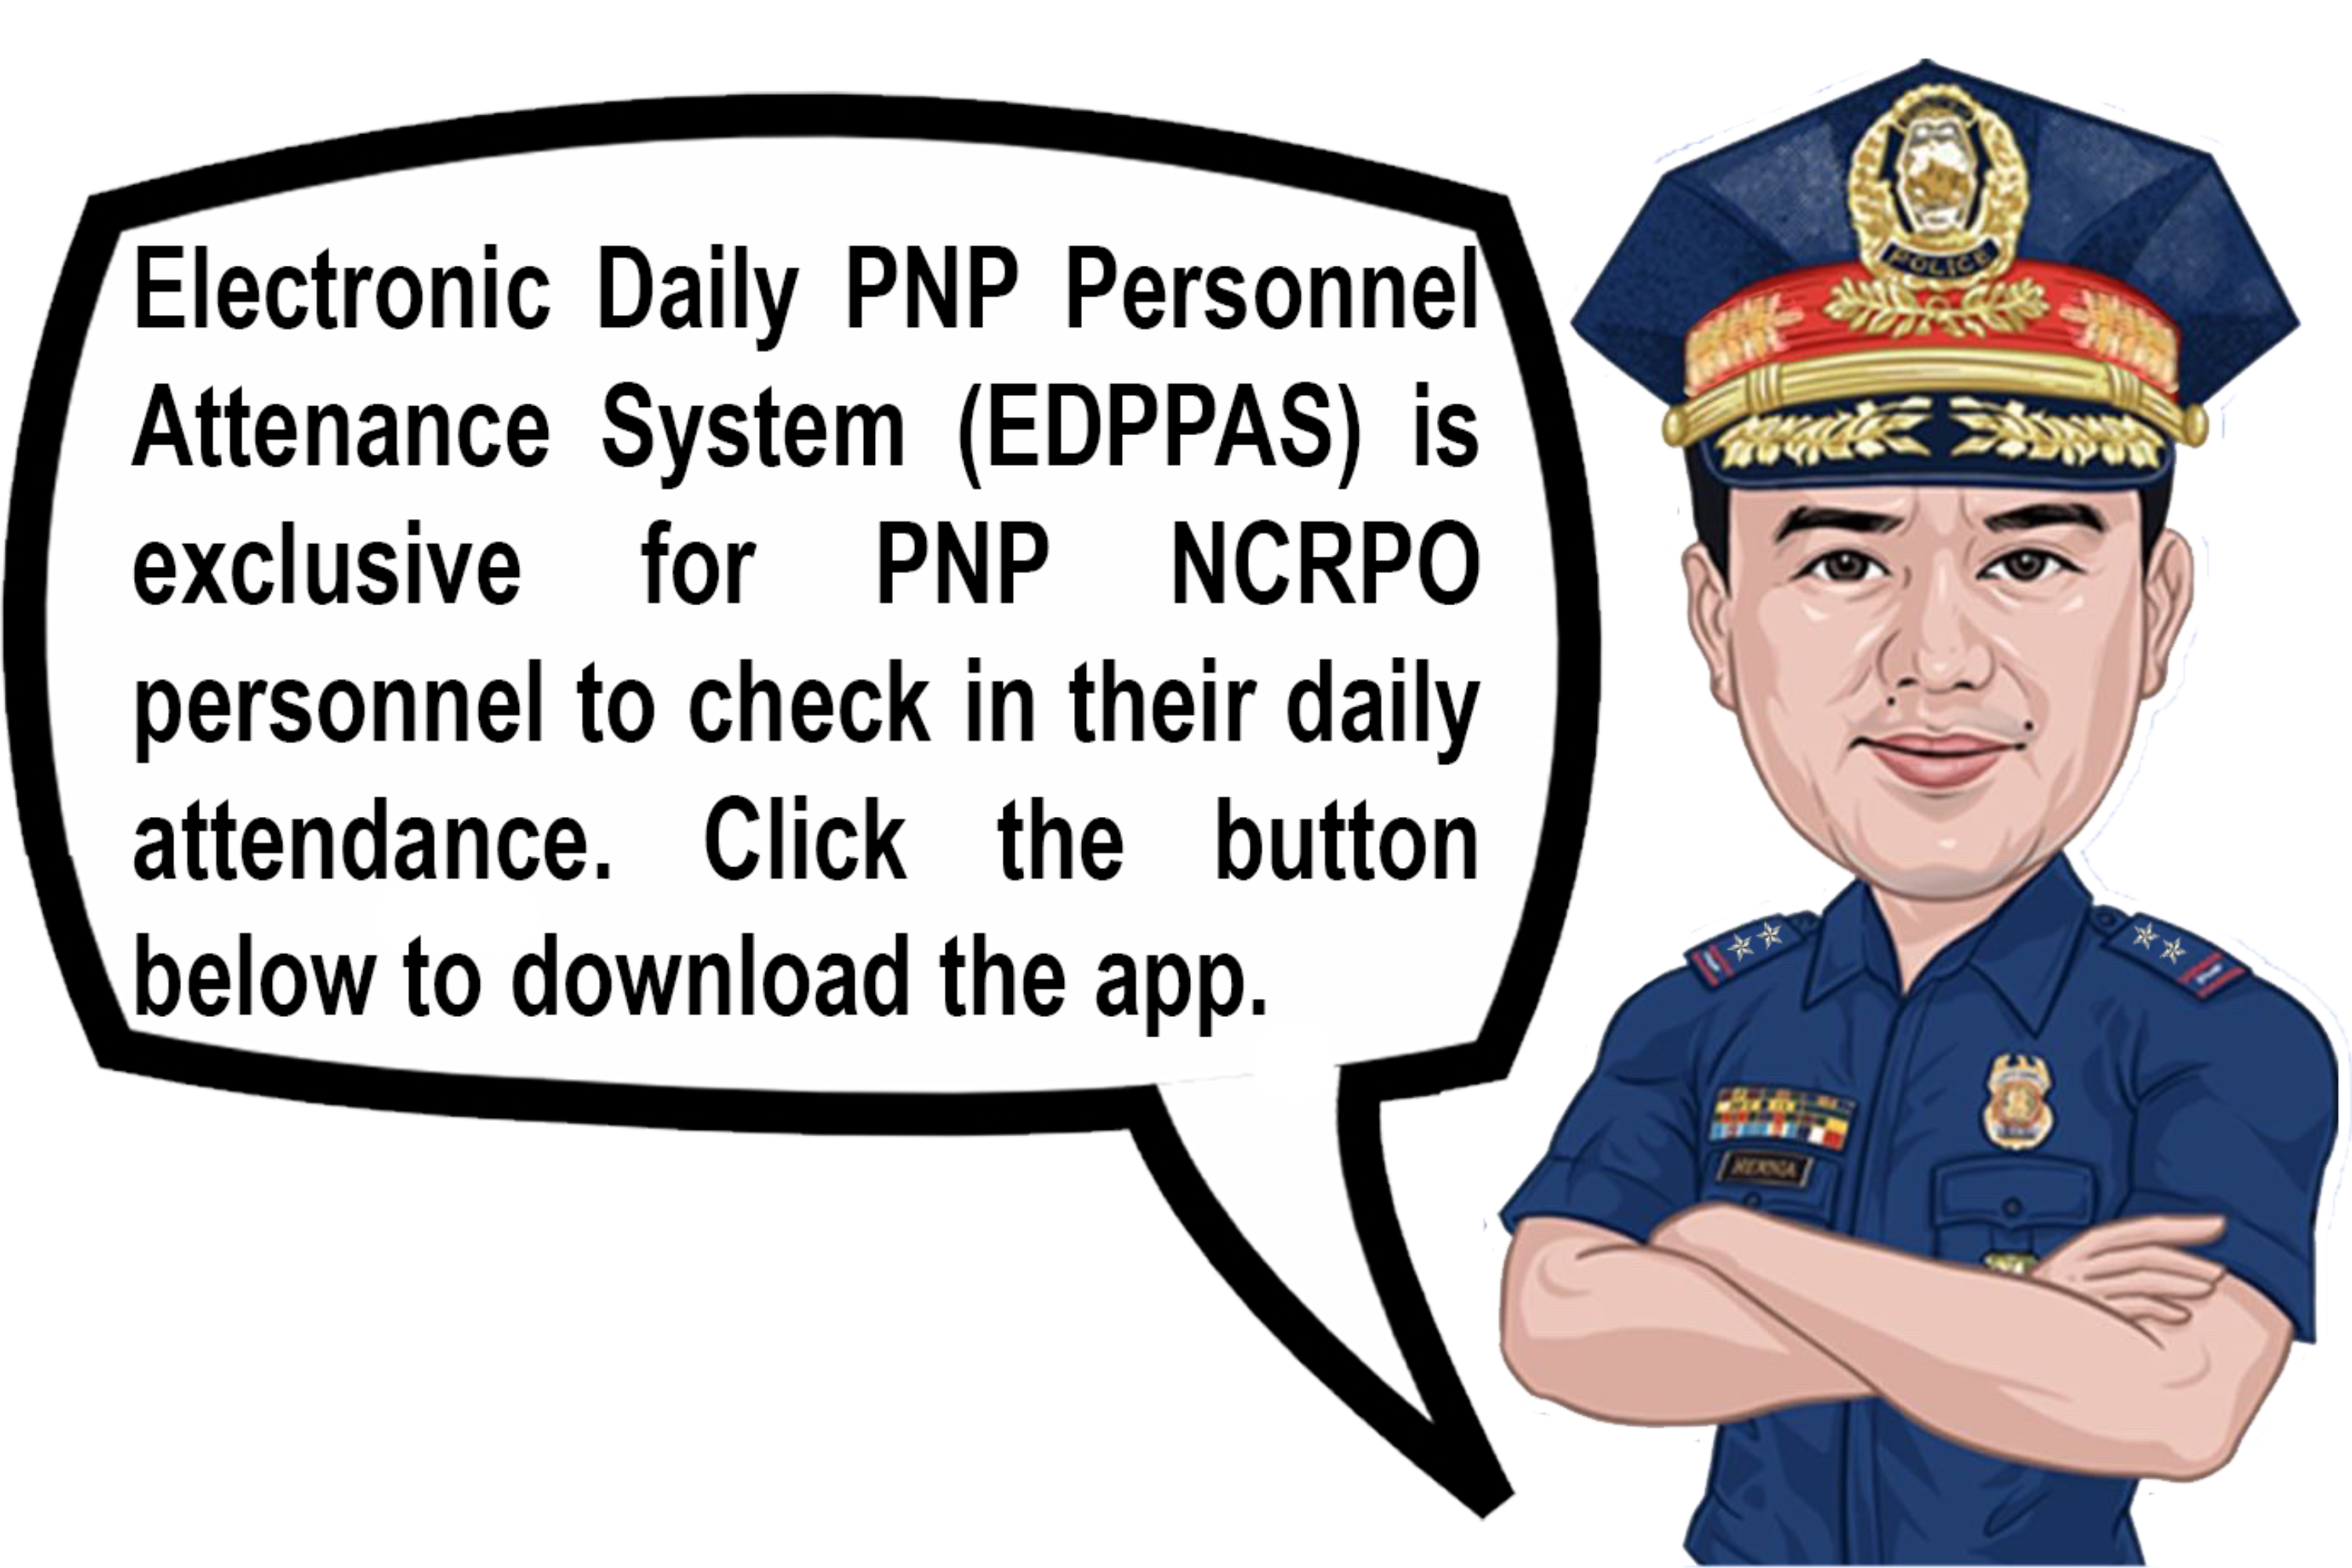 Electronic Daily PNP Personnel
Attenance System (EDPPAS) is
exclusive for PNP NCRPO
personnel to check in their daily
attendance. Click the button
below to download the app.
POLICE